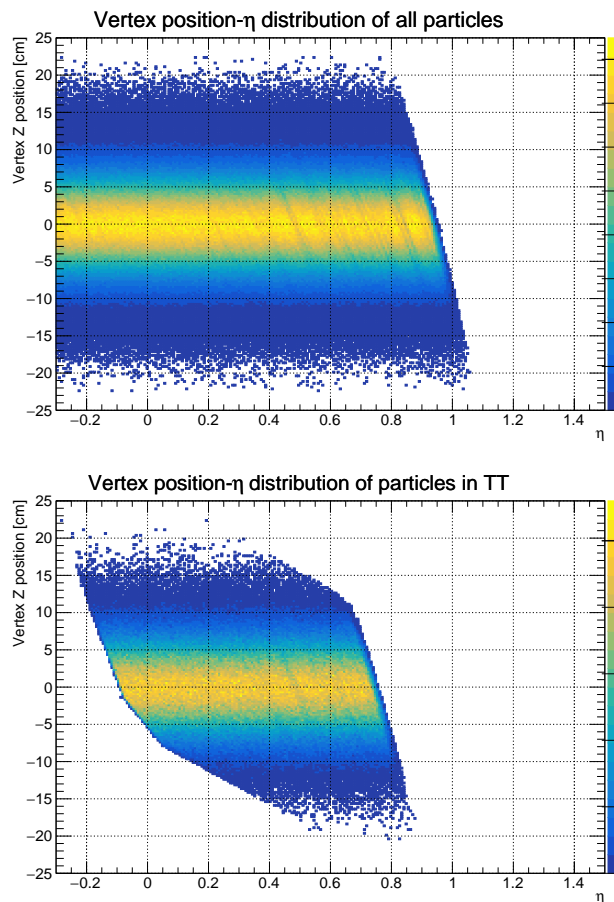 Vertex position-η distribution of all particles
Vertex Z position [cm]
25
20
15
10
5
0
−5
−10
−15
−20
−25
−0.2 0 0.2 0.4 0.6 0.8 1 1.2 1.4
η
Vertex position-η distribution of particles in TT
Vertex Z position [cm]
25
20
15
10
5
0
−5
−10
−15
−20
−25
−0.2 0 0.2 0.4 0.6 0.8 1 1.2 1.4
η